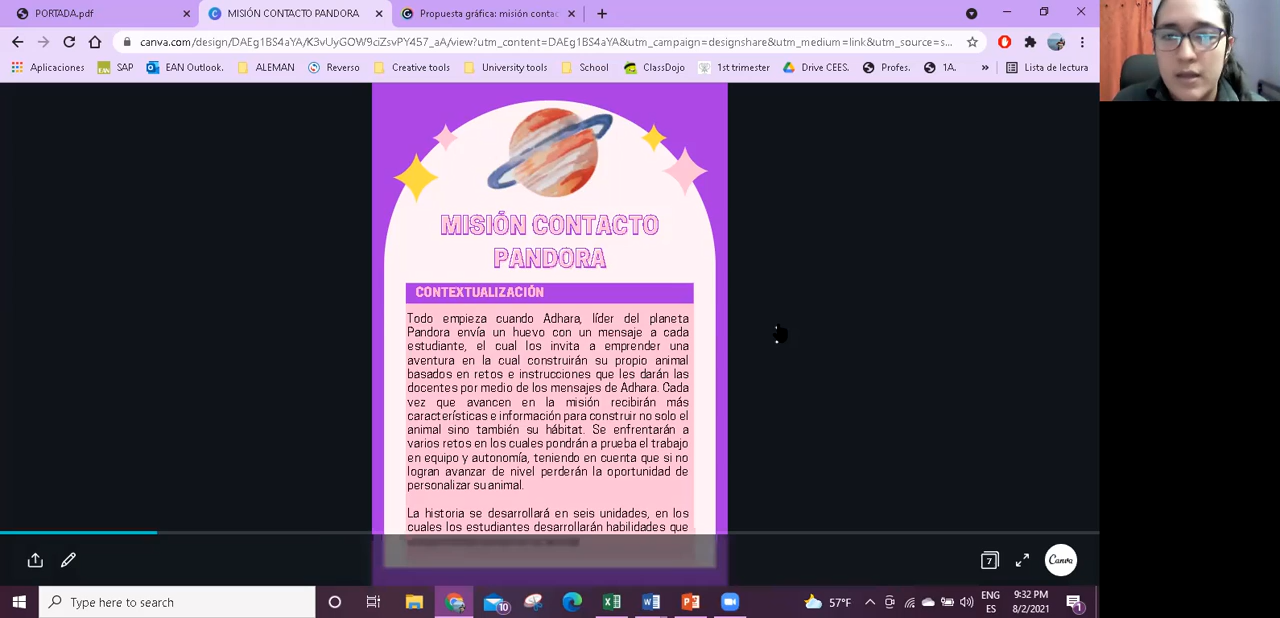 PORTADA.pdf
MISIÓN CONTACTO PANDORA
Propuesta gráfica: misión contac
canva.com/design/DAEg1BS4aYA/K3vLlyGOW9ciZsvPY457_aA/view?utm_content=DAEg1BS4aYA&utm_campaign=designshare&utm_medium=link&utm_source=s...
Aplicaciones SAP EAN Outlook. ALEMAN Reverso Creative tools University tools School ClassDojo 1st trimester Drive CEES. Profes. 1A. » Lista de lectura
MISIÓN CONTACTO
PANDORA
CONTEXTUALIZACIÓN
Todo empieza cuando Adhara, líder del planeta
Pandora envía un huevo con un mensaje a cada
estudiante, el cual los invita a emprender una
aventura en la cual construirán su propio animal
basados en retos e instrucciones que les darán las
docentes por medio de los mensajes de Adhara. Cada
vez que avancen en la misión recibirán más
características e información para construir no solo el
animal sino también su hábitat. Se enfrentarán a
varios retos en los cuales pondrán a prueba el trabajo
en equipo y autonomía, teniendo en cuenta que si no
logran avanzar de nivel perderán la oportunidad de
personalizar su animal.
La historia se desarrollará en seis unidades, en los
cuales los estudiantes desarrollarán habilidades que
7
Canva
Type here to search
10
57°F
ENG
ES
9:32 PM
8/2/2021
1